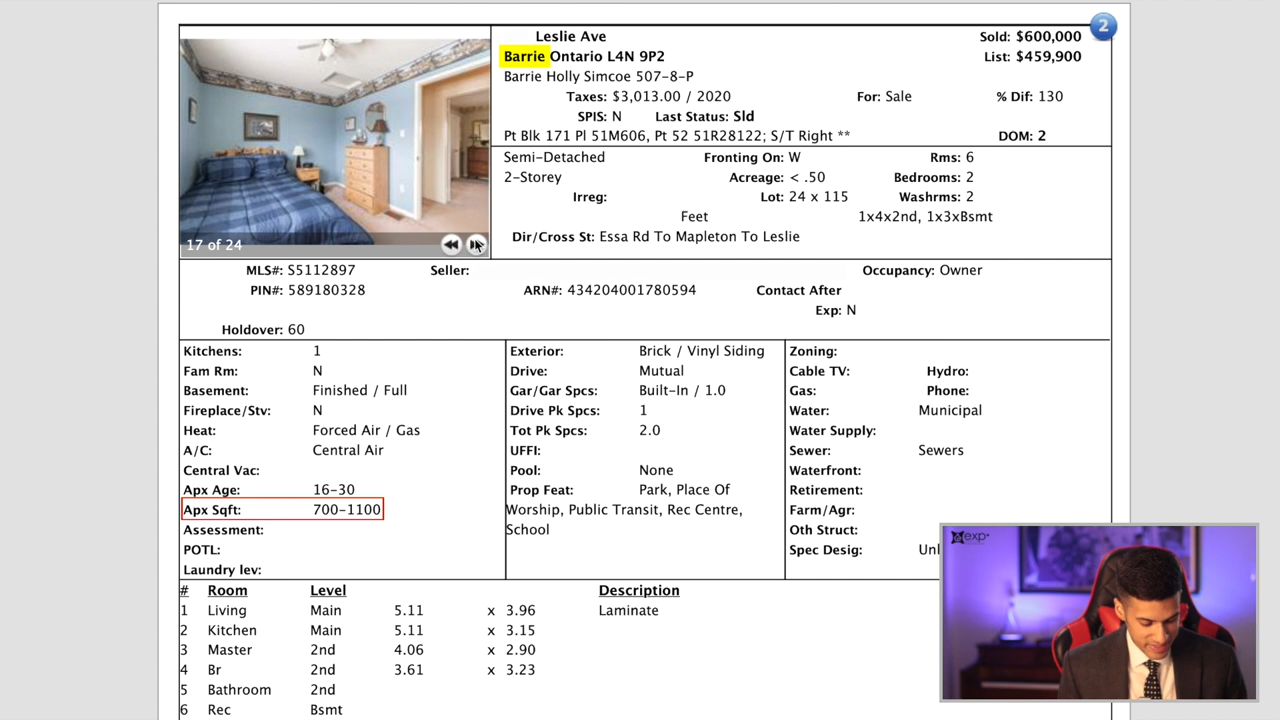 Leslie Ave
Sold: $600,000
2
Barrie Ontario L4N 9P2
List: $459,900
Barrie Holly Simcoe 507-8-P
Taxes: $3,013.00 / 2020
For: Sale
% Dif: 130
SPIS: N
Last Status: Sld
Pt Blk 171 Pl 51M606, Pt 52 51R28122; S/T Right **
DOM: 2
Semi-Detached
Fronting On: W
Rms: 6
2-Storey
Acreage: < .50
Bedrooms: 2
Irreg:
Lot: 24 x 115
Washrms: 2
Feet
1x4x2nd, 1x3xBsmt
Dir/Cross St: Essa Rd To Mapleton To Leslie
17 of 24
MLS#: S5112897
Seller:
Occupancy: Owner
PIN#: 589180328
ARN#: 434204001780594
Contact After
Exp: N
Holdover: 60
Kitchens: 1
Fam Rm: N
Basement: Finished / Full
Fireplace/Stv: N
Heat: Forced Air / Gas
A/C: Central Air
Central Vac:
Apx Age: 16-30
Apx Sqft: 700-1100
Assessment:
POTL:
Laundry lev:
Exterior: Brick / Vinyl Siding
Drive: Mutual
Gar/Gar Spcs: Built-In / 1.0
Drive Pk Spcs: 1
Tot Pk Spcs: 2.0
UFFI:
Pool: None
Prop Feat: Park, Place Of
Worship, Public Transit, Rec Centre,
School
Zoning:
Cable TV: Hydro:
Gas: Phone:
Water: Municipal
Water Supply:
Sewer: Sewers
Waterfront:
Retirement:
Farm/Agr:
Oth Struct:
Spec Desig:
# Room Level Description
1 Living Main 5.11 x 3.96 Laminate
2 Kitchen Main 5.11 x 3.15
3 Master 2nd 4.06 x 2.90
4 Br 2nd 3.61 x 3.23
5 Bathroom 2nd
6 Rec Bsmt
exp